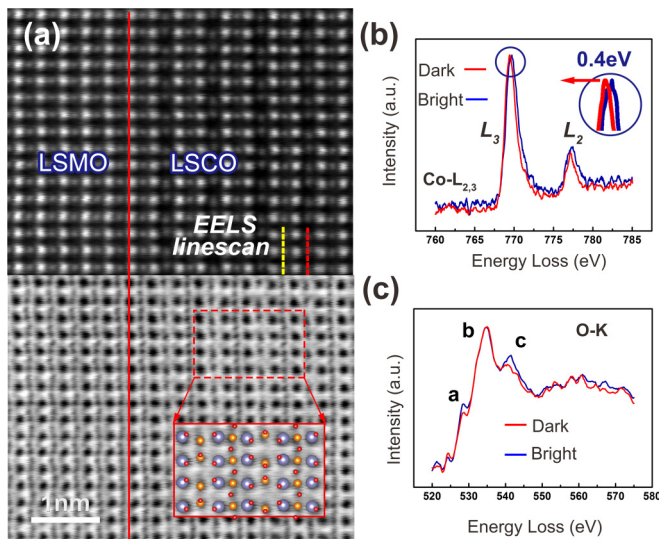 (a)
LSMO
LSCO
EELS
linescan
1nm
(b)
0.4eV
Dark
Bright
L3
L2
Co-L2,3
Intensity (a.u.)
760 765 770 775 780 785
Energy Loss (eV)
(c)
b
O-K
c
a
Dark
Bright
Intensity (a.u.)
520 530 540 550 560 570 580
Energy Loss (eV)